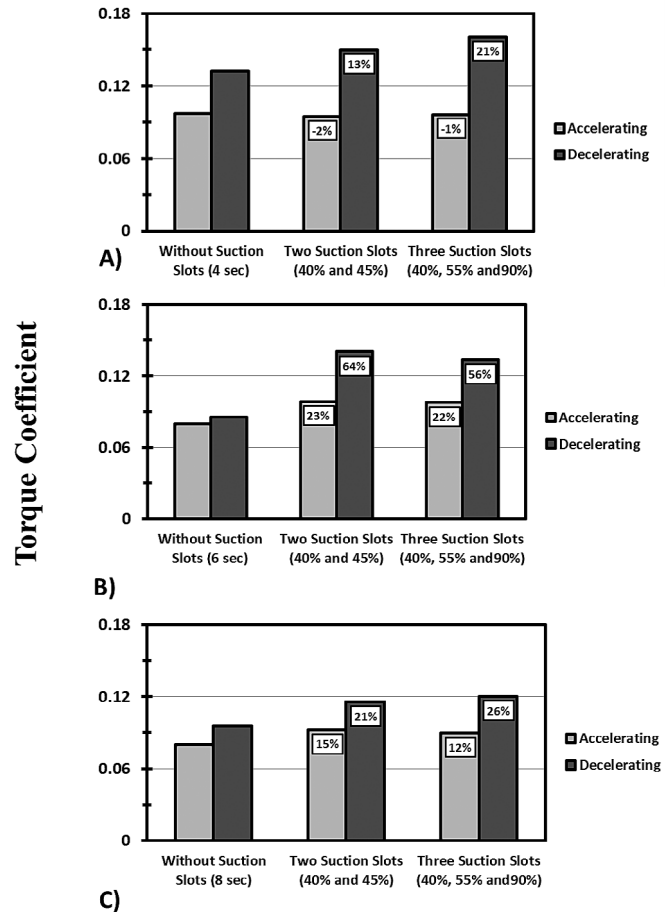 Torque Coefficient
0.18
0.12
0.06
0
13%
21%
-2%
-1%
Accelerating
Decelerating
Without Suction
Slots (4 sec)
Two Suction Slots
(40% and 45%)
Three Suction Slots
(40%, 55% and90%)
A)
0.18
0.12
0.06
0
64%
56%
23%
22%
Accelerating
Decelerating
Without Suction
Slots (6 sec)
Two Suction Slots
(40% and 45%)
Three Suction Slots
(40%, 55% and90%)
B)
0.18
0.12
0.06
0
21%
26%
15%
12%
Accelerating
Decelerating
Without Suction
Slots (8 sec)
Two Suction Slots
(40% and 45%)
Three Suction Slots
(40%, 55% and90%)
C)